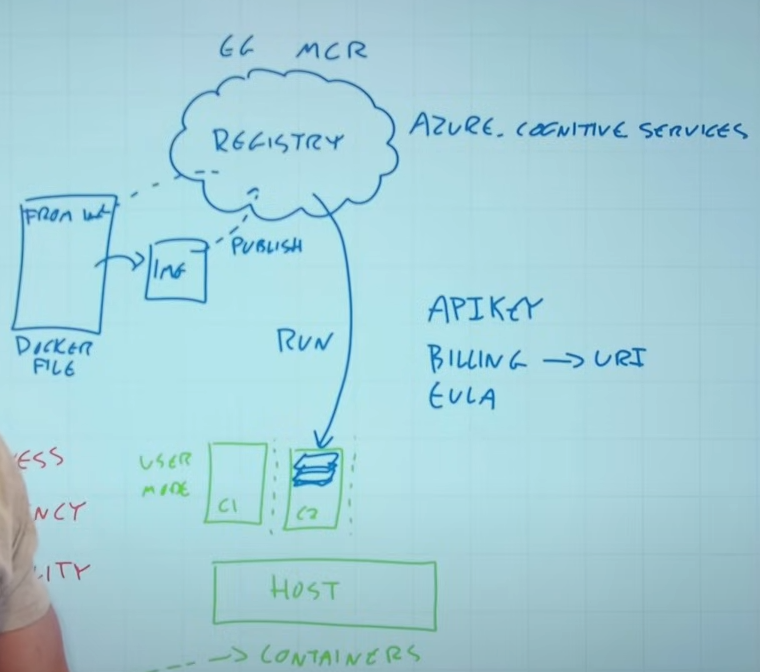 EG MCR
REGISTRY
AZURE. COGNITIVE SERVICES
FROM
IMG
PUBLISH
DOCKER
FILE
RUN
APIKEY
BILLING → URI
EULA
ESS
NCY
LITY
USER
MODE
C1
C2
HOST
CONTAINERS